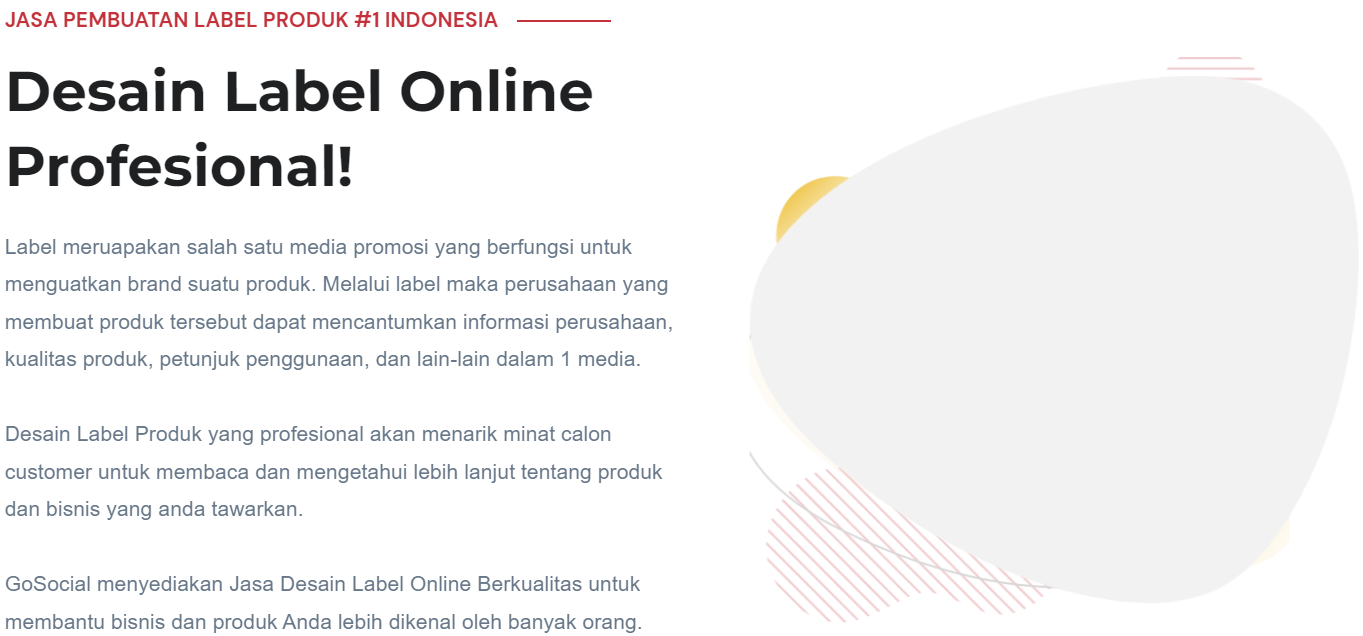 JASA PEMBUATAN LABEL PRODUK #1 INDONESIA
Desain Label Online
Profesional!
Label meruapakan salah satu media promosi yang berfungsi untuk
menguatkan brand suatu produk. Melalui label maka perusahaan yang
membuat produk tersebut dapat mencantumkan informasi perusahaan,
kualitas produk, petunjuk penggunaan, dan lain-lain dalam 1 media.
Desain Label Produk yang profesional akan menarik minat calon
customer untuk membaca dan mengetahui lebih lanjut tentang produk
dan bisnis yang anda tawarkan.
GoSocial menyediakan Jasa Desain Label Online Berkualitas untuk
membantu bisnis dan produk Anda lebih dikenal oleh banyak orang.